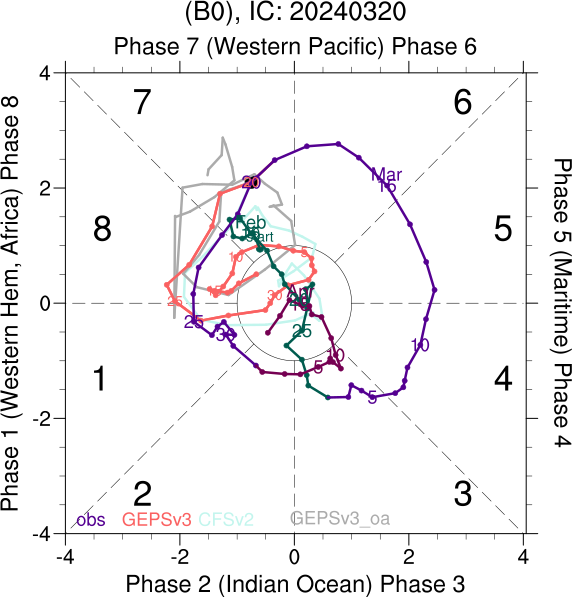 (B0), IC: 20240320
Phase 7 (Western Pacific) Phase 6
Phase 1 (Western Hem, Africa) Phase 8
Phase 5 (Maritime) Phase 4
4
2
0
-2
-4
7
6
8
5
1
4
2
3
Mar
15
20
Feb
start
10
5
25
25
30
30
25
10
5
10
5
15
obs
GEPSv3
CFSv2
GEPSv3_oa
-4
-2
0
2
4
Phase 2 (Indian Ocean) Phase 3